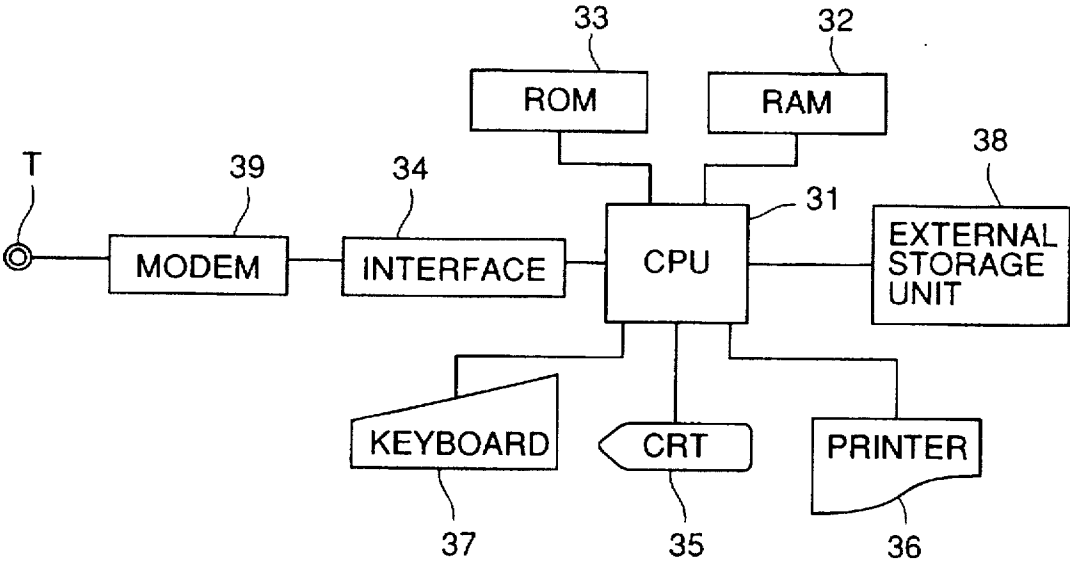 33
32
ROM
RAM
T
39
34
31
38
MODEM
INTERFACE
CPU
EXTERNAL
STORAGE
UNIT
KEYBOARD
CRT
PRINTER
37
35
36